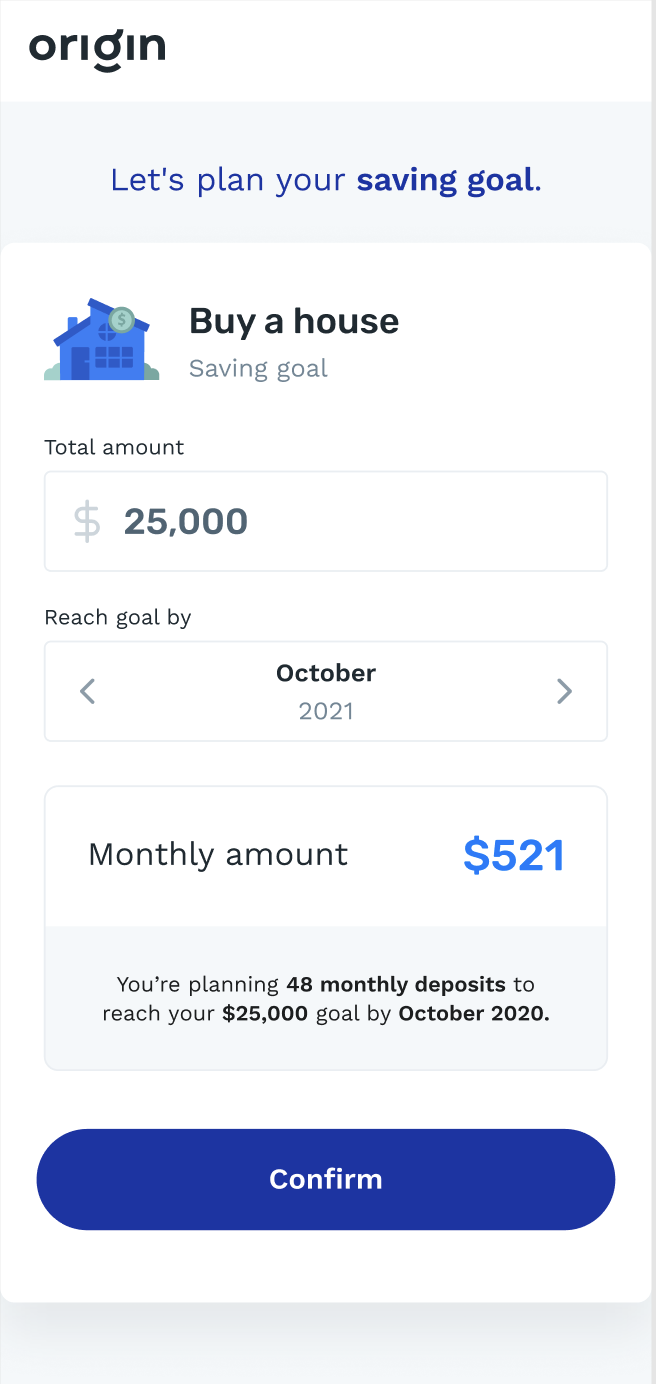 origin
Let's plan your saving goal.
$
Buy a house
Saving goal
Total amount
$ 25,000
Reach goal by
October
2021
Monthly amount $521
You’re planning 48 monthly deposits to
reach your $25,000 goal by October 2020.
Confirm